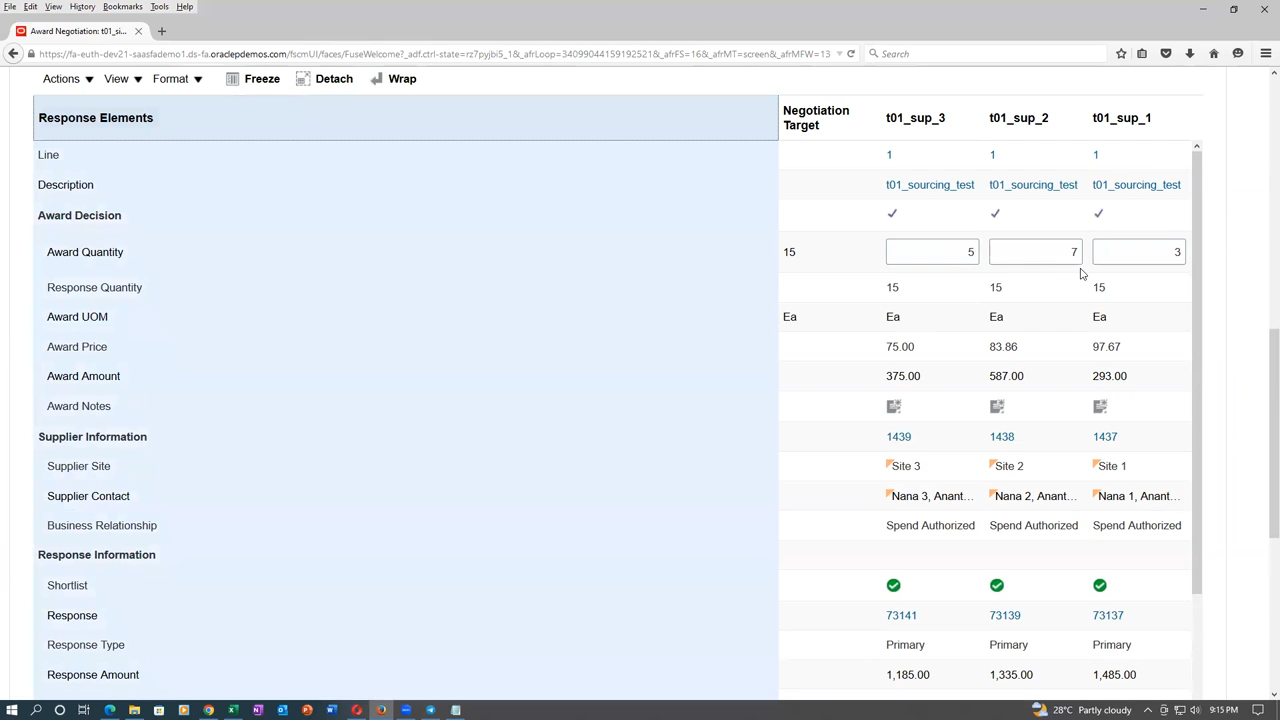 File Edit View History Bookmarks Tools Help
Award Negotiation: t01_si...
https://fa-euth-dev21-saasfademo1.ds-fa.oraclepdemos.com/fscmUI/faces/FuseWelcome?_adf.ctrl-state=rz7pyjbi5_1&_afrLoop=34099044159192521&_afrFS=16&_afrMT=screen&_afrMFW=13 Search
Actions View Format Freeze Detach Wrap
Response Elements Negotiation Target t01_sup_3 t01_sup_2 t01_sup_1
Line 1 1 1
Description t01_sourcing_test t01_sourcing_test t01_sourcing_test
Award Decision
Award Quantity 15 5 7 3
Response Quantity 15 15 15
Award UOM Ea Ea Ea Ea
Award Price 75.00 83.86 97.67
Award Amount 375.00 587.00 293.00
Award Notes
Supplier Information 1439 1438 1437
Supplier Site Site 3 Site 2 Site 1
Supplier Contact Nana 3, Anant... Nana 2, Anant... Nana 1, Anant...
Business Relationship Spend Authorized Spend Authorized Spend Authorized
Response Information
Shortlist
Response 73141 73139 73137
Response Type Primary Primary Primary
Response Amount 1,185.00 1,335.00 1,485.00
28°C Partly cloudy 9:15 PM